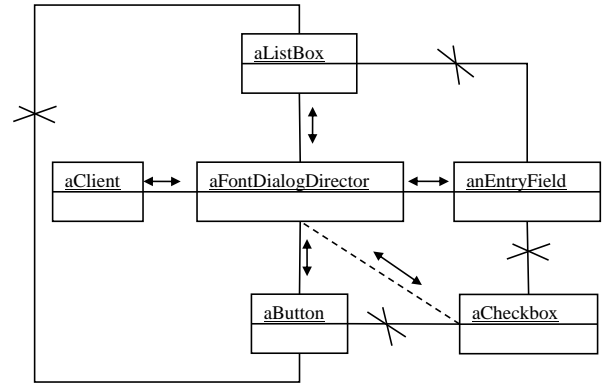 aListBox
aClient
aFontDialogDirector
anEntryField
aButton
aCheckbox